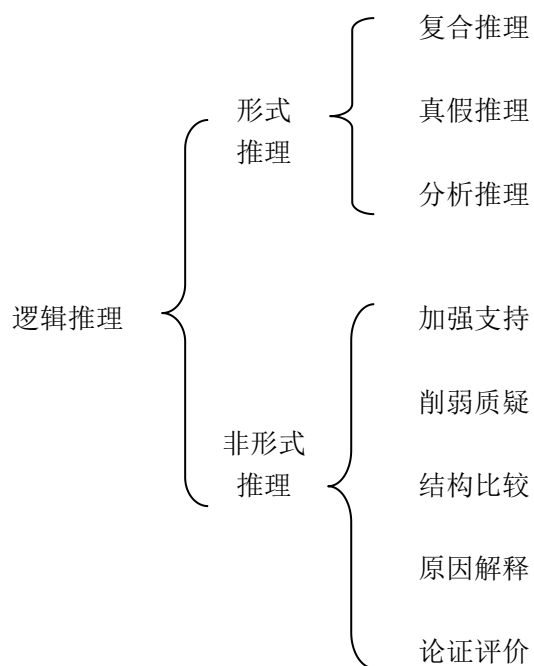 复合推理
形式
推理
真假推理
分析推理
逻辑推理
加强支持
削弱质疑
非形式
推理
结构比较
原因解释
论证评价